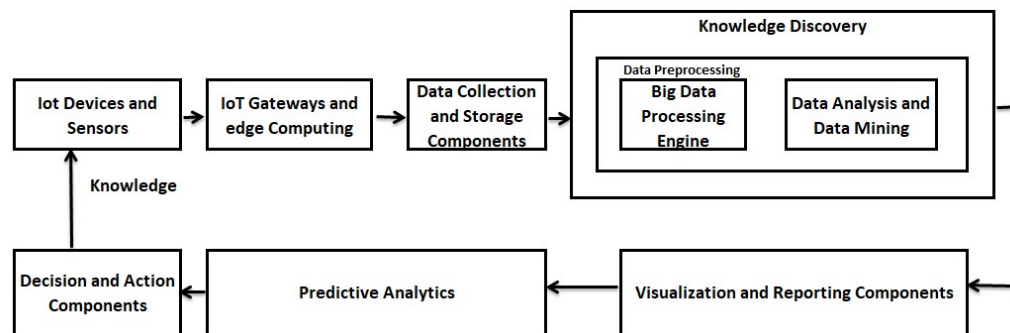 Knowledge Discovery
Data Preprocessing
Iot Devices and
Sensors
IoT Gateways and
edge Computing
Data Collection
and Storage
Components
Big Data
Processing
Engine
Data Analysis and
Data Mining
Knowledge
Decision and Action
Components
Predictive Analytics
Visualization and Reporting Components